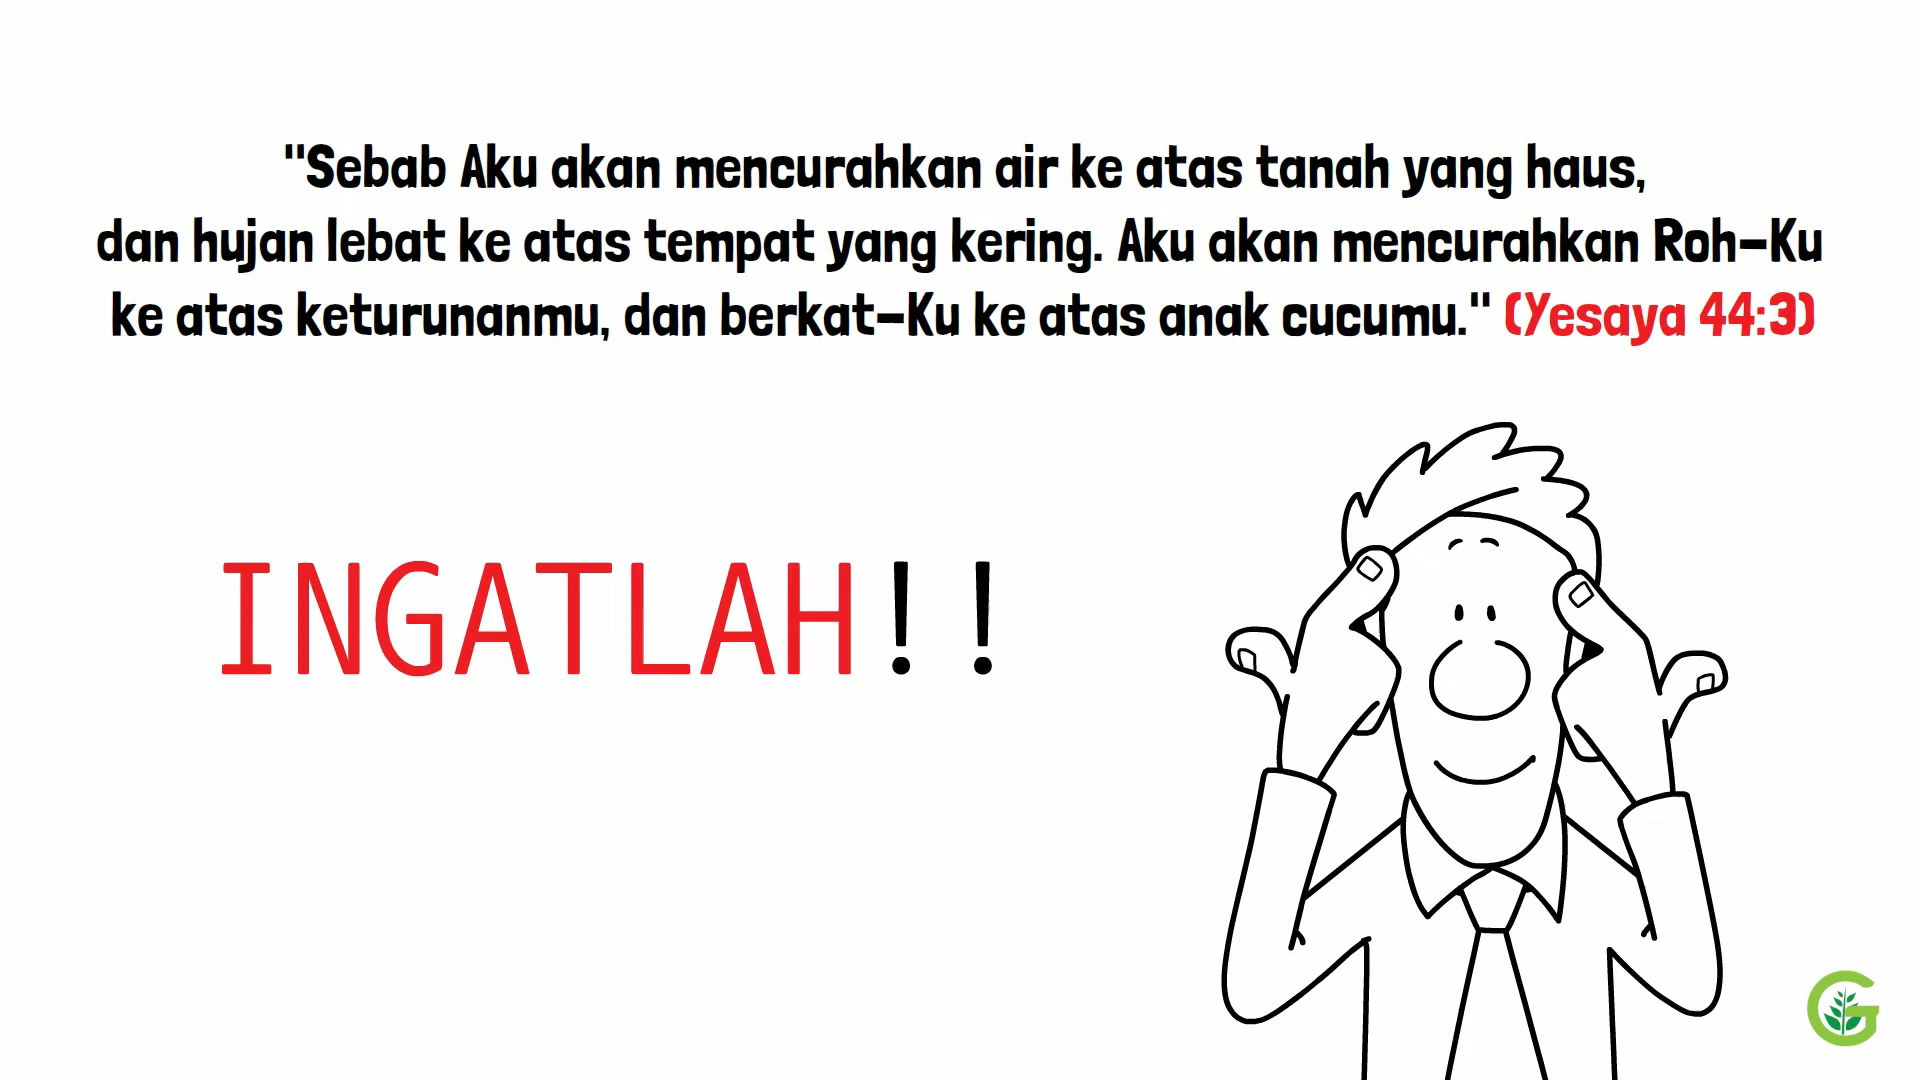 "Sebab Aku akan mencurahkan air ke atas tanah yang haus,
dan hujan lebat ke atas tempat yang kering. Aku akan mencurahkan Roh-Ku
ke atas keturunanmu, dan berkat-Ku ke atas anak cucumu." (Yesaya 44:3)
INGATLAH!!
G